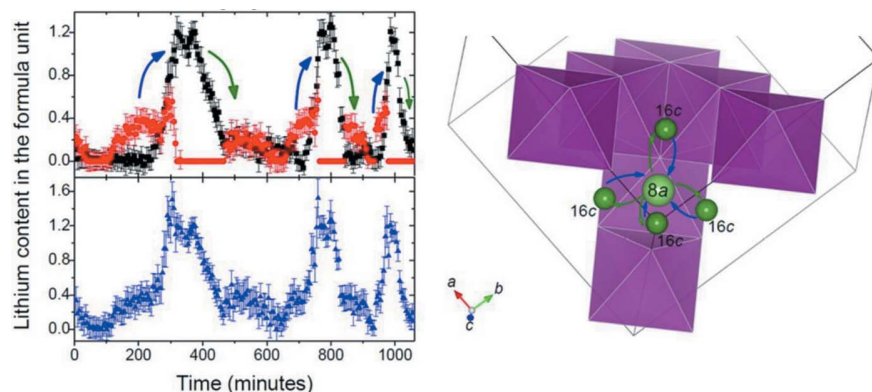 Lithium content in the formula unit
1.2
0.8
0.4
0.0
1.6
1.2
0.8
0.4
0.0
0 200 400 600 800 1000
Time (minutes)
16c
8a
16c
16c
16c
a
b
c